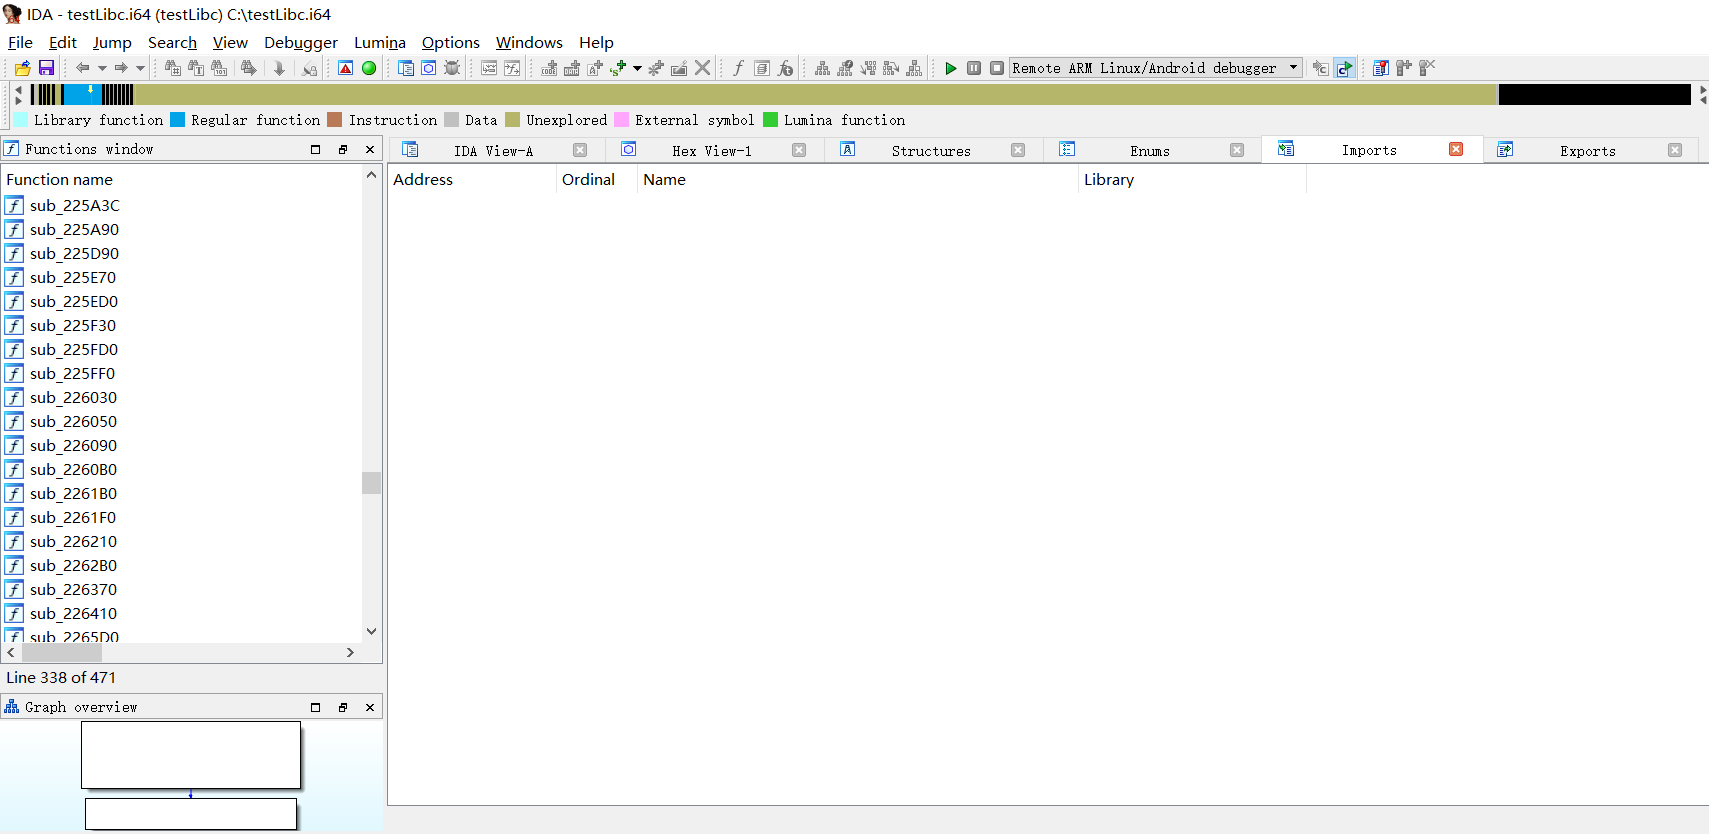 IDA - testLibc.i64 (testLibc) C:\testLibc.i64
File Edit Jump Search View Debugger Lumina Options Windows Help
Remote ARM Linux/Android debugger
Library function Regular function Instruction Data Unexplored External symbol Lumina function
Functions window
IDA View-A Hex View-1 Structures Enums Imports Exports
Function name
Address Ordinal Name Library
sub_225A3C
sub_225A90
sub_225D90
sub_225E70
sub_225ED0
sub_225F30
sub_225FD0
sub_225FF0
sub_226030
sub_226050
sub_226090
sub_2260B0
sub_2261B0
sub_2261F0
sub_226210
sub_2262B0
sub_226370
sub_226410
sub_2265D0
Line 338 of 471
Graph overview